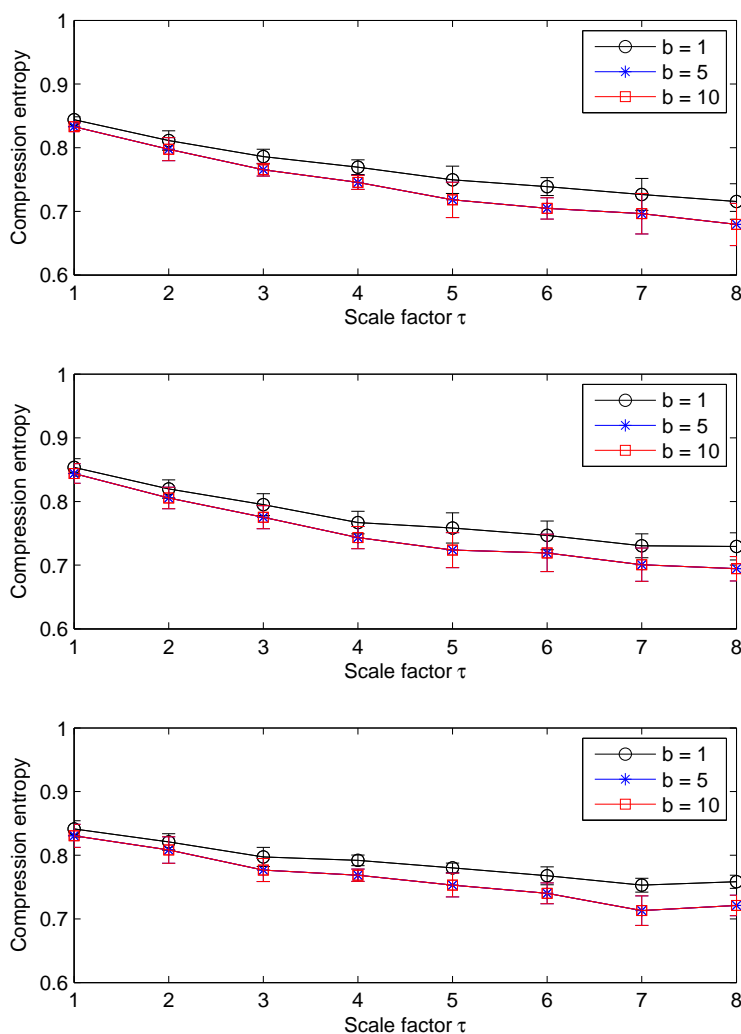 1
0.9
0.8
0.7
0.6
Compression entropy
b = 1
b = 5
b = 10
1 2 3 4 5 6 7 8
Scale factor τ
1
0.9
0.8
0.7
0.6
Compression entropy
b = 1
b = 5
b = 10
1 2 3 4 5 6 7 8
Scale factor τ
1
0.9
0.8
0.7
0.6
Compression entropy
b = 1
b = 5
b = 10
1 2 3 4 5 6 7 8
Scale factor τ